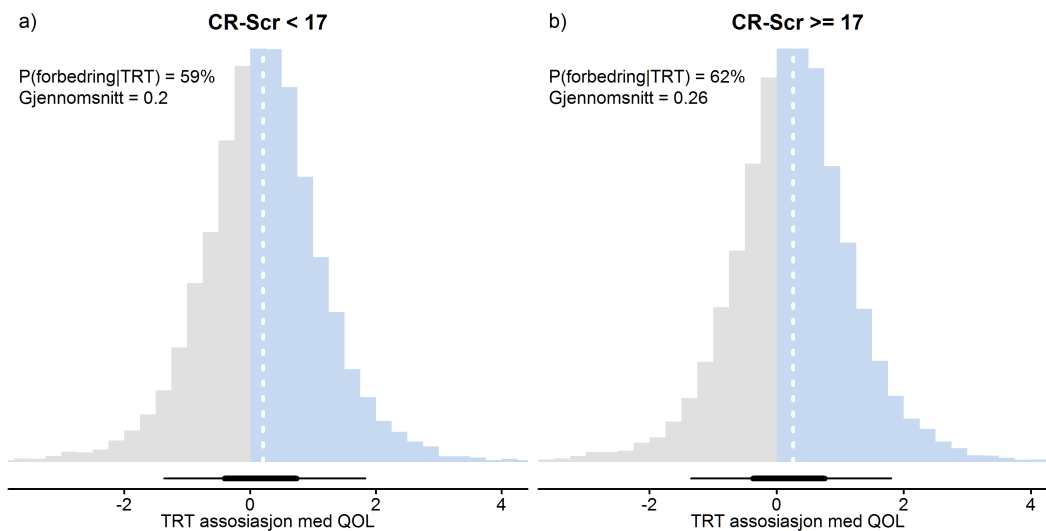 a)
CR-Scr < 17
P(forbedring|TRT) = 59%
Gjennomsnitt = 0.2
-2
0
2
4
TRT assosiasjon med QOL
b)
CR-Scr >= 17
P(forbedring|TRT) = 62%
Gjennomsnitt = 0.26
-2
0
2
4
TRT assosiasjon med QOL